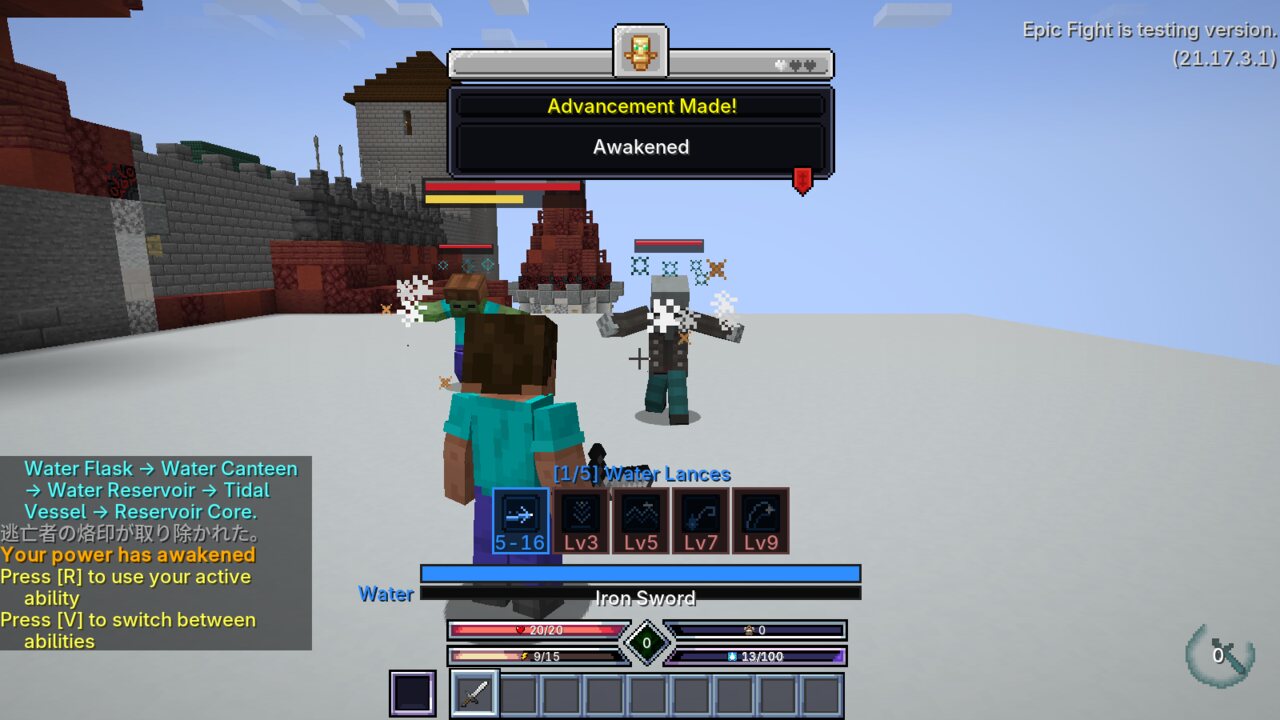 Epic Fight is testing version.
(21.17.3.1)
Advancement Made!
Awakened
[1/5] Water Lances
5-16
Lv3
Lv5
Lv7
Lv9
Water Flask → Water Canteen
→ Water Reservoir → Tidal
Vessel → Reservoir Core.
逃亡者の烙印が取り除かれた。
Your power has awakened
Press [R] to use your active
ability
Press [V] to switch between
abilities
Water
Iron Sword
20/20
0
0
9/15
13/100
0